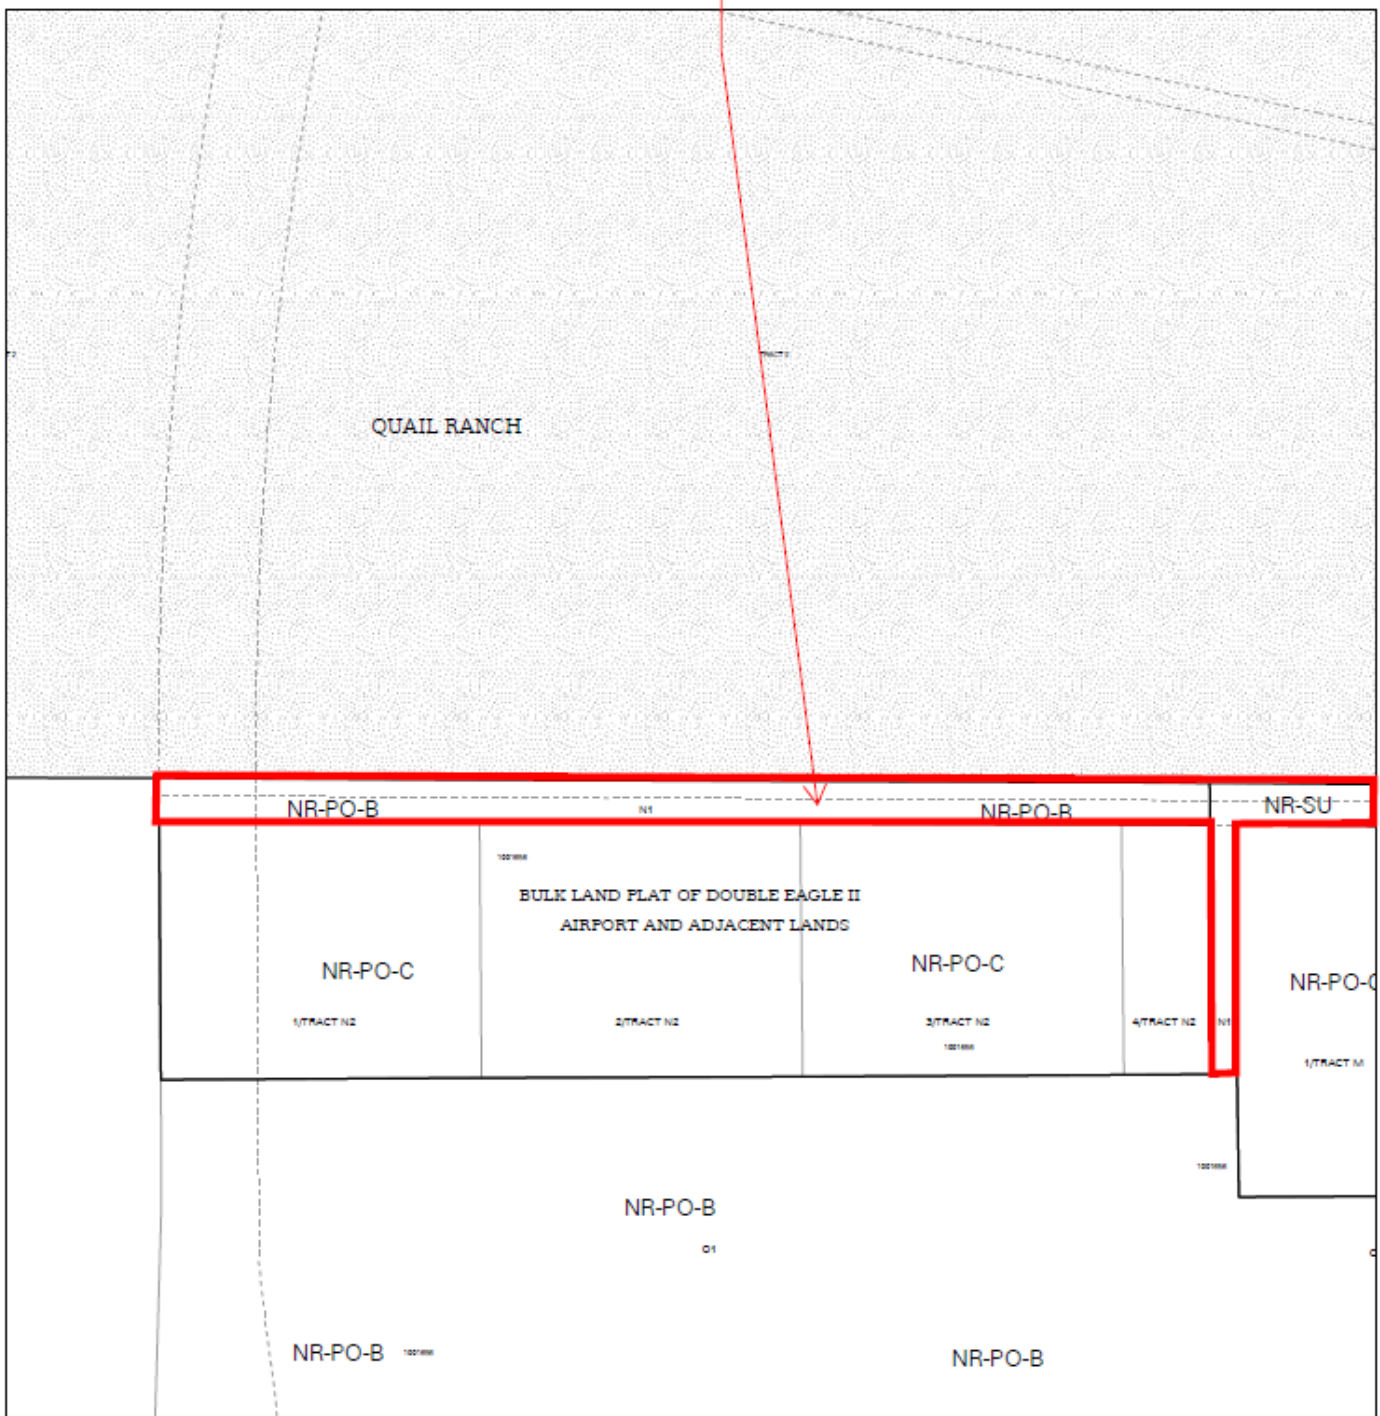 QUAIL RANCH
NR-PO-B
N1
NR-PO-B
NR-SU
BULK LAND PLAT OF DOUBLE EAGLE II
AIRPORT AND ADJACENT LANDS
NR-PO-C
NR-PO-C
NR-PO-C
1/TRACT N2
2/TRACT N2
3/TRACT N2
4/TRACT N2
N1
1/TRACT M
NR-PO-B
O1
NR-PO-B
NR-PO-B